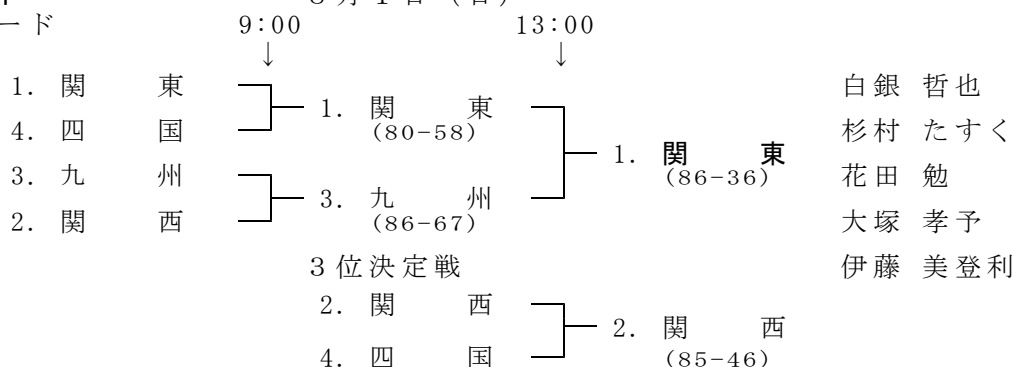 ード 9:00 13:00
↓ ↓
1. 関 東 白銀 哲也
1. 関 東
4. 四 国 (80-58) 杉村 たすく
1. 関 東
3. 九 州 (86-36) 花田 勉
3. 九 州
2. 関 西 (86-67) 大塚 孝予
3位決定戦 伊藤 美登利
2. 関 西
2. 関 西
4. 四 国 (85-46)